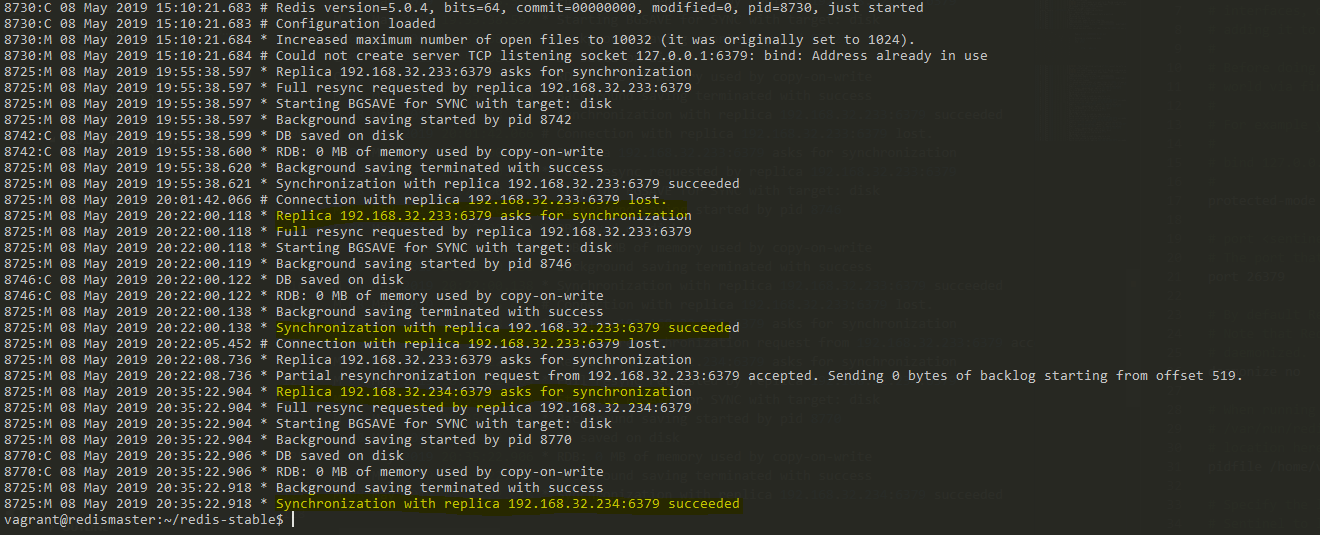 8730:C 08 May 2019 15:10:21.683 # Redis version=5.0.4, bits=64, commit=00000000, modified=0, pid=8730, just started
8730:C 08 May 2019 15:10:21.683 # Configuration loaded
8730:M 08 May 2019 15:10:21.684 * Increased maximum number of open files to 10032 (it was originally set to 1024).
8730:M 08 May 2019 15:10:21.684 # Could not create server TCP listening socket 127.0.0.1:6379: bind: Address already in use
8725:M 08 May 2019 19:55:38.597 * Replica 192.168.32.233:6379 asks for synchronization
8725:M 08 May 2019 19:55:38.597 * Full resync requested by replica 192.168.32.233:6379
8725:M 08 May 2019 19:55:38.597 * Starting BGSAVE for SYNC with target: disk
8725:M 08 May 2019 19:55:38.597 * Background saving started by pid 8742
8742:C 08 May 2019 19:55:38.599 * DB saved on disk
8742:C 08 May 2019 19:55:38.600 * RDB: 0 MB of memory used by copy-on-write
8725:M 08 May 2019 19:55:38.620 * Background saving terminated with success
8725:M 08 May 2019 19:55:38.621 * Synchronization with replica 192.168.32.233:6379 succeeded
8725:M 08 May 2019 20:01:42.066 # Connection with replica 192.168.32.233:6379 lost.
8725:M 08 May 2019 20:22:00.118 * Replica 192.168.32.233:6379 asks for synchronization
8725:M 08 May 2019 20:22:00.118 * Full resync requested by replica 192.168.32.233:6379
8725:M 08 May 2019 20:22:00.118 * Starting BGSAVE for SYNC with target: disk
8725:M 08 May 2019 20:22:00.119 * Background saving started by pid 8746
8746:C 08 May 2019 20:22:00.122 * DB saved on disk
8746:C 08 May 2019 20:22:00.122 * RDB: 0 MB of memory used by copy-on-write
8725:M 08 May 2019 20:22:00.138 * Background saving terminated with success
8725:M 08 May 2019 20:22:00.138 * Synchronization with replica 192.168.32.233:6379 succeeded
8725:M 08 May 2019 20:22:05.452 # Connection with replica 192.168.32.233:6379 lost.
8725:M 08 May 2019 20:22:08.736 * Replica 192.168.32.233:6379 asks for synchronization
8725:M 08 May 2019 20:22:08.736 * Partial resynchronization request from 192.168.32.233:6379 accepted. Sending 0 bytes of backlog starting from offset 519.
8725:M 08 May 2019 20:35:22.904 * Replica 192.168.32.234:6379 asks for synchronization
8725:M 08 May 2019 20:35:22.904 * Full resync requested by replica 192.168.32.234:6379
8725:M 08 May 2019 20:35:22.904 * Starting BGSAVE for SYNC with target: disk
8725:M 08 May 2019 20:35:22.904 * Background saving started by pid 8770
8770:C 08 May 2019 20:35:22.906 * DB saved on disk
8770:C 08 May 2019 20:35:22.906 * RDB: 0 MB of memory used by copy-on-write
8725:M 08 May 2019 20:35:22.918 * Background saving terminated with success
8725:M 08 May 2019 20:35:22.918 * Synchronization with replica 192.168.32.234:6379 succeeded
vagrant@redismaster:~/redis-stable$